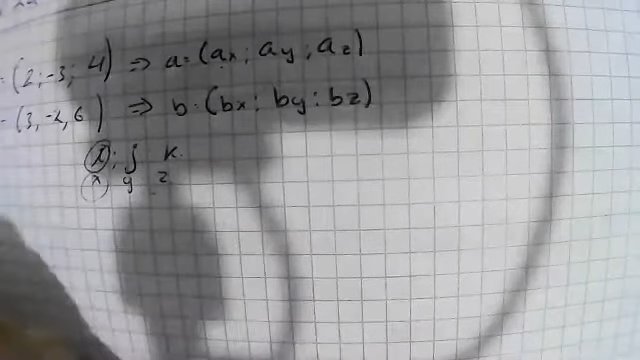 (2; -3; 4) => a = (ax; ay; az)
(3, -2, 6) => b = (bx; by; bz)
i; j k
x y z